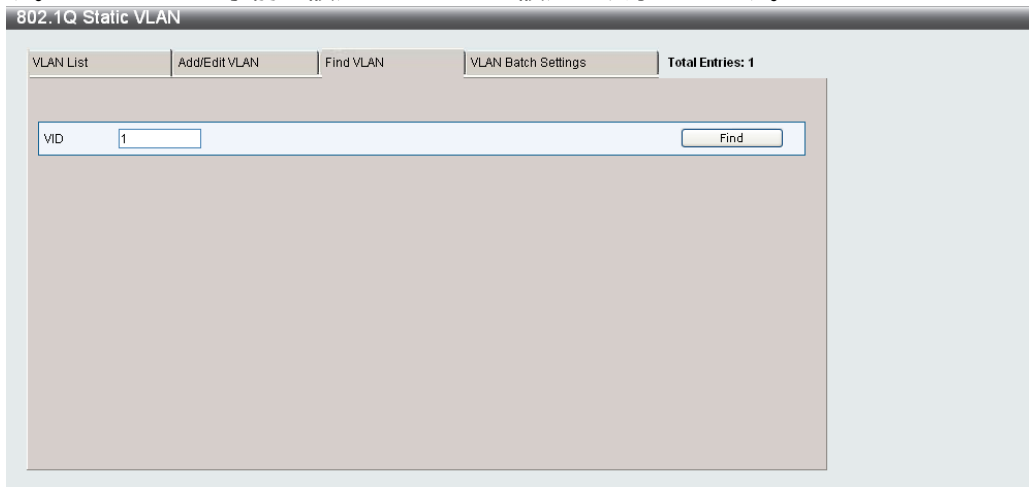 802.1Q Static VLAN
VLAN List Add/Edit VLAN Find VLAN VLAN Batch Settings Total Entries: 1
VID 1 Find